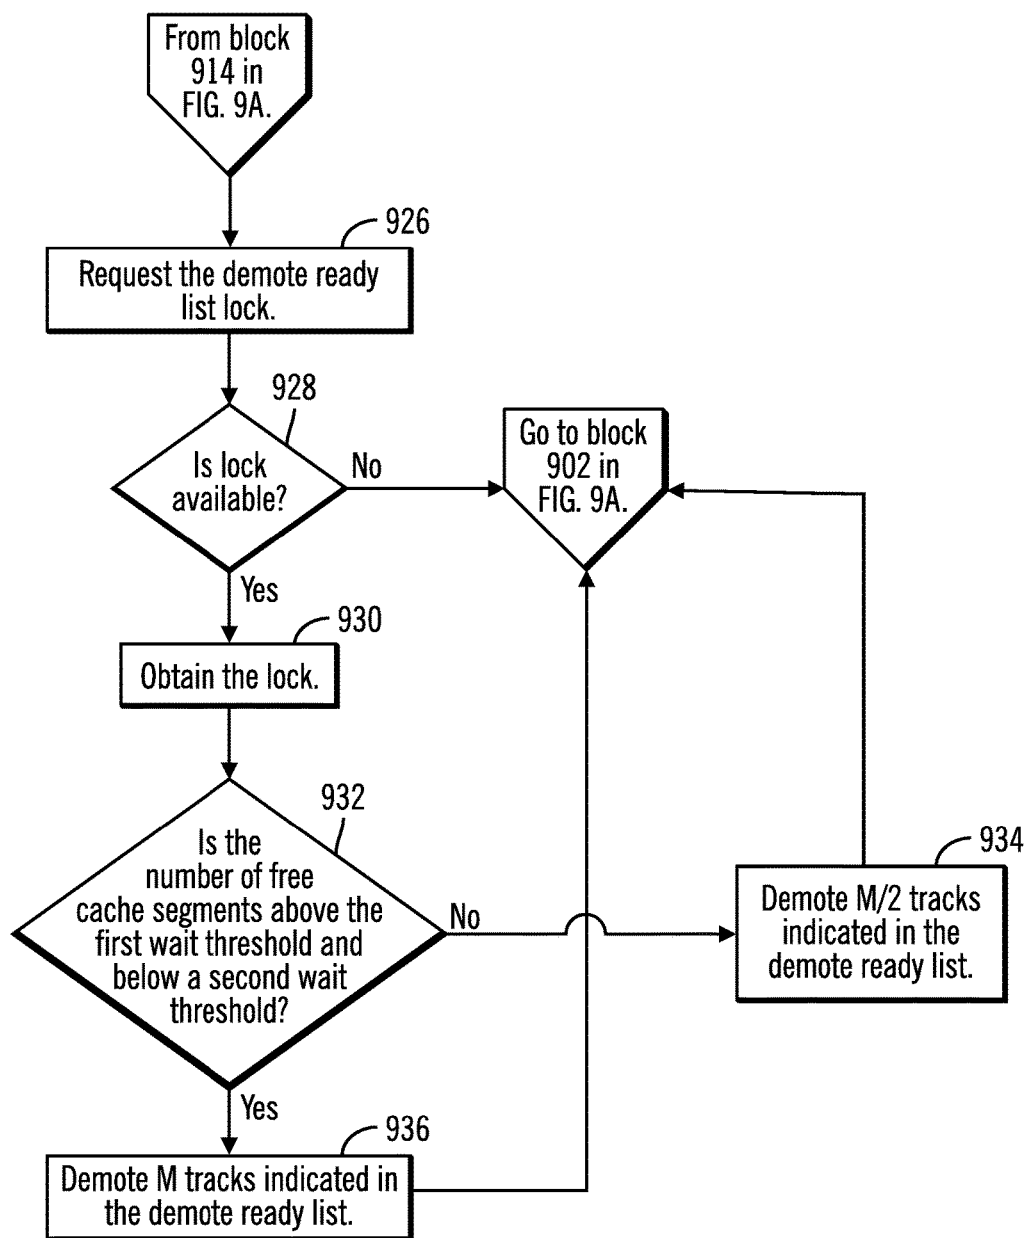 From block
914 in
FIG. 9A.
926
Request the demote ready
list lock.
928
Is lock
available?
No
Go to block
902 in
FIG. 9A.
Yes
930
Obtain the lock.
932
Is the
number of free
cache segments above the
first wait threshold and
below a second wait
threshold?
No
934
Demote M/2 tracks
indicated in the
demote ready list.
Yes
936
Demote M tracks indicated in
the demote ready list.